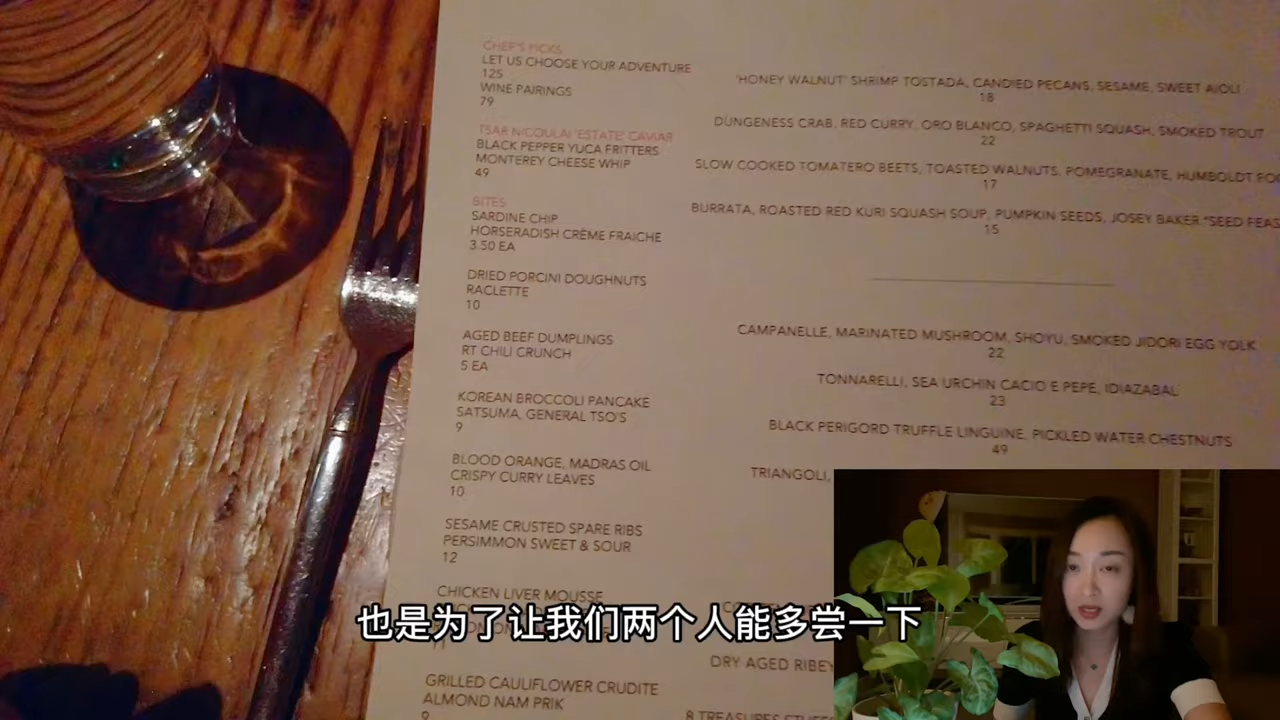 CHEF'S PICKS
LET US CHOOSE YOUR ADVENTURE
125
WINE PAIRINGS
79
TSAR NICOULAI 'ESTATE' CAVIAR
BLACK PEPPER YUCA FRITTERS
MONTEREY CHEESE WHIP
49
BITES
SARDINE CHIP
HORSERADISH CRÈME FRAICHE
3.50 EA
DRIED PORCINI DOUGHNUTS
RACLETTE
10
AGED BEEF DUMPLINGS
RT CHILI CRUNCH
5 EA
KOREAN BROCCOLI PANCAKE
SATSUMA, GENERAL TSO'S
9
BLOOD ORANGE, MADRAS OIL
CRISPY CURRY LEAVES
10
SESAME CRUSTED SPARE RIBS
PERSIMMON SWEET & SOUR
12
CHICKEN LIVER MOUSSE
11
GRILLED CAULIFLOWER CRUDITE
ALMOND NAM PRIK
9
'HONEY WALNUT' SHRIMP TOSTADA, CANDIED PECANS, SESAME, SWEET AIOLI
18
DUNGENESS CRAB, RED CURRY, ORO BLANCO, SPAGHETTI SQUASH, SMOKED TROUT
22
SLOW COOKED TOMATERO BEETS, TOASTED WALNUTS, POMEGRANATE, HUMBOLDT FO
17
BURRATA, ROASTED RED KURI SQUASH SOUP, PUMPKIN SEEDS, JOSEY BAKER "SEED FEAS
15
CAMPANELLE, MARINATED MUSHROOM, SHOYU, SMOKED JIDORI EGG YOLK
22
TONNARELLI, SEA URCHIN CACIO E PEPE, IDIAZABAL
23
BLACK PERIGORD TRUFFLE LINGUINE, PICKLED WATER CHESTNUTS
49
TRIANGOLI,
DRY AGED RIBEY
8 TREASURES STUFFE
也是为了让我们两个人能多尝一下